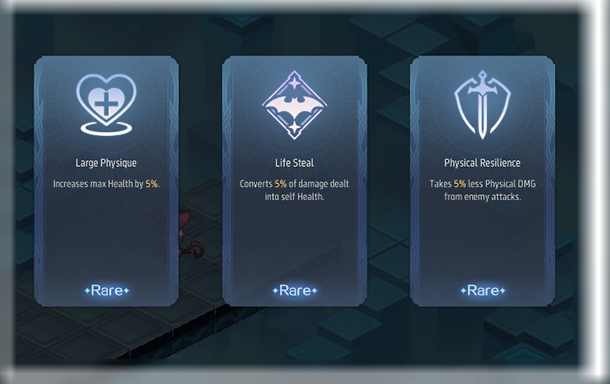 Large Physique
Increases max Health by 5%.
Rare
Life Steal
Converts 5% of damage dealt
into self Health.
Rare
Physical Resilience
Takes 5% less Physical DMG
from enemy attacks.
Rare